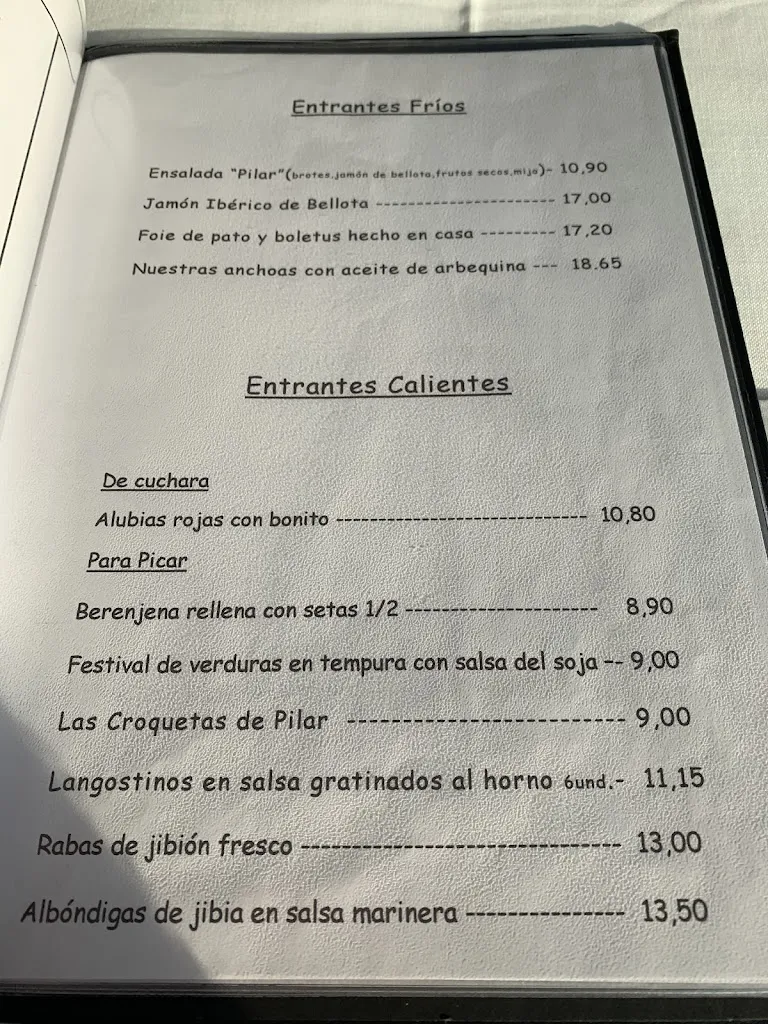 Entrantes Fríos
Ensalada "Pilar"(brotes,jamón de bellota,frutos secos,mijo)- 10,90
Jamón Ibérico de Bellota ---------------------- 17,00
Foie de pato y boletus hecho en casa --------- 17,20
Nuestras anchoas con aceite de arbequina --- 18.65
Entrantes Calientes
De cuchara
Alubias rojas con bonito ------------------------------ 10,80
Para Picar
Berenjena rellena con setas 1/2 --------------------- 8,90
Festival de verduras en tempura con salsa del soja -- 9,00
Las Croquetas de Pilar -------------------------- 9,00
Langostinos en salsa gratinados al horno 6und.- 11,15
Rabas de jibión fresco ------------------------------ 13,00
Albóndigas de jibia en salsa marinera --------------- 13,50